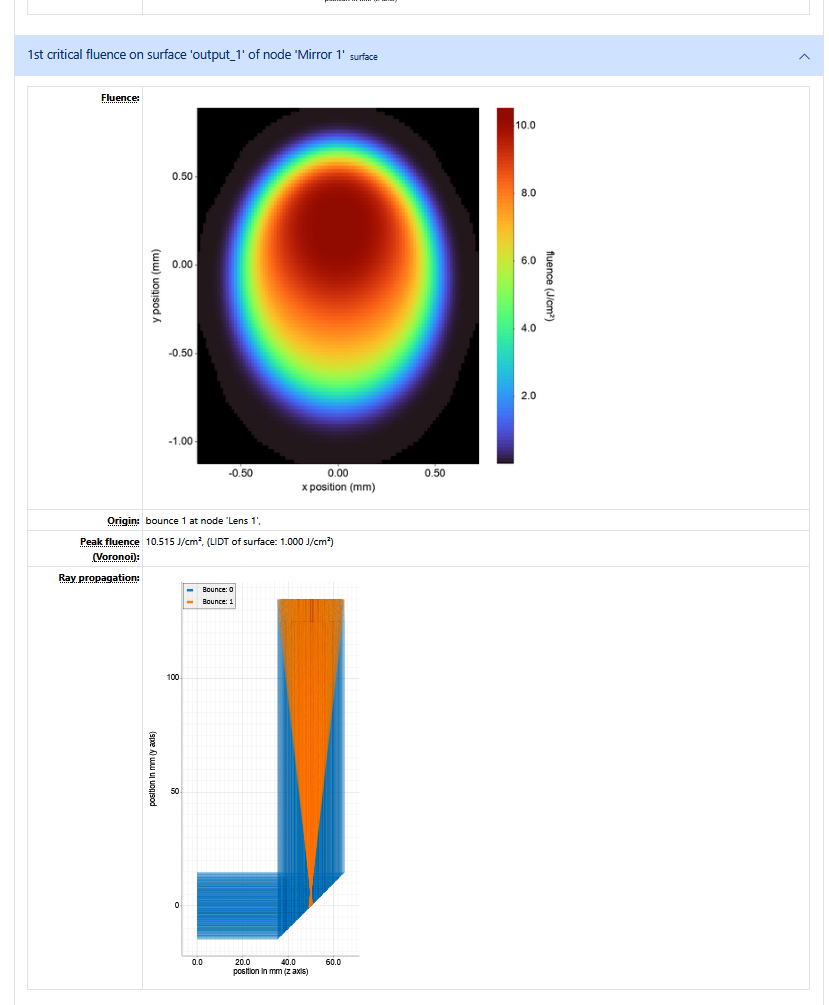 1st critical fluence on surface 'output_1' of node 'Mirror 1' surface
Fluence:
10.0
0.50
8.0
0.00
6.0
y position (mm)
fluence (J/cm²)
4.0
-0.50
2.0
-1.00
-0.50 0.00 0.50
x position (mm)
Origin: bounce 1 at node 'Lens 1',
Peak fluence (Voronoi): 10.515 J/cm², (LIDT of surface: 1.000 J/cm²)
Ray propagation:
Bounce: 0
Bounce: 1
100
position in mm (y axis)
50
0
0.0 20.0 40.0 60.0
position in mm (z axis)